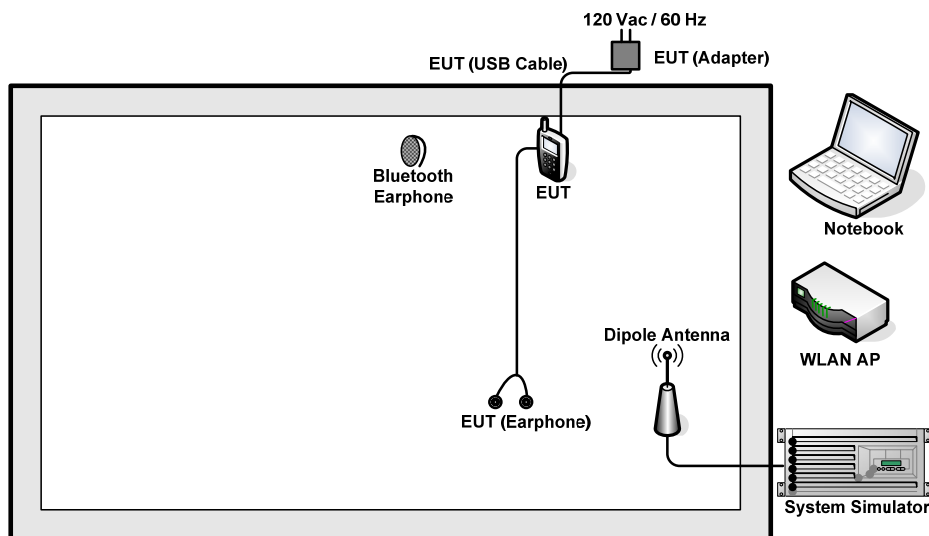 120 Vac / 60 Hz
EUT (USB Cable)
EUT (Adapter)
Bluetooth
Earphone
EUT
Notebook
WLAN AP
Dipole Antenna
EUT (Earphone)
System Simulator